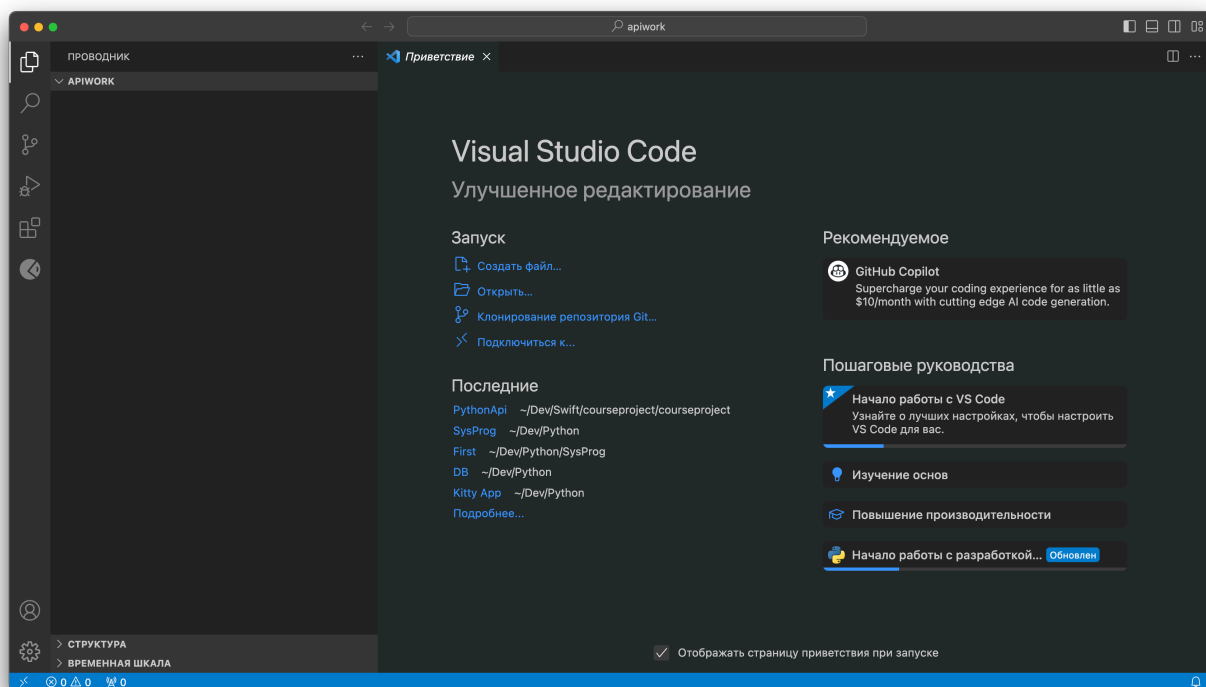 apiwork
ПРОВОДНИК
APIWORK
Приветствие
Visual Studio Code
Улучшенное редактирование
Запуск
Создать файл...
Открыть...
Клонирование репозитория Git...
Подключиться к...
Последние
PythonApi ~/Dev/Swift/courseproject/courseproject
SysProg ~/Dev/Python
First ~/Dev/Python/SysProg
DB ~/Dev/Python
Kitty App ~/Dev/Python
Подробнее...
Рекомендуемое
GitHub Copilot
Supercharge your coding experience for as little as
$10/month with cutting edge AI code generation.
Пошаговые руководства
Начало работы с VS Code
Узнайте о лучших настройках, чтобы настроить
VS Code для вас.
Изучение основ
Повышение производительности
Начало работы с разработкой... Обновлен
Отображать страницу приветствия при запуске
СТРУКТУРА
ВРЕМЕННАЯ ШКАЛА
0 0 0